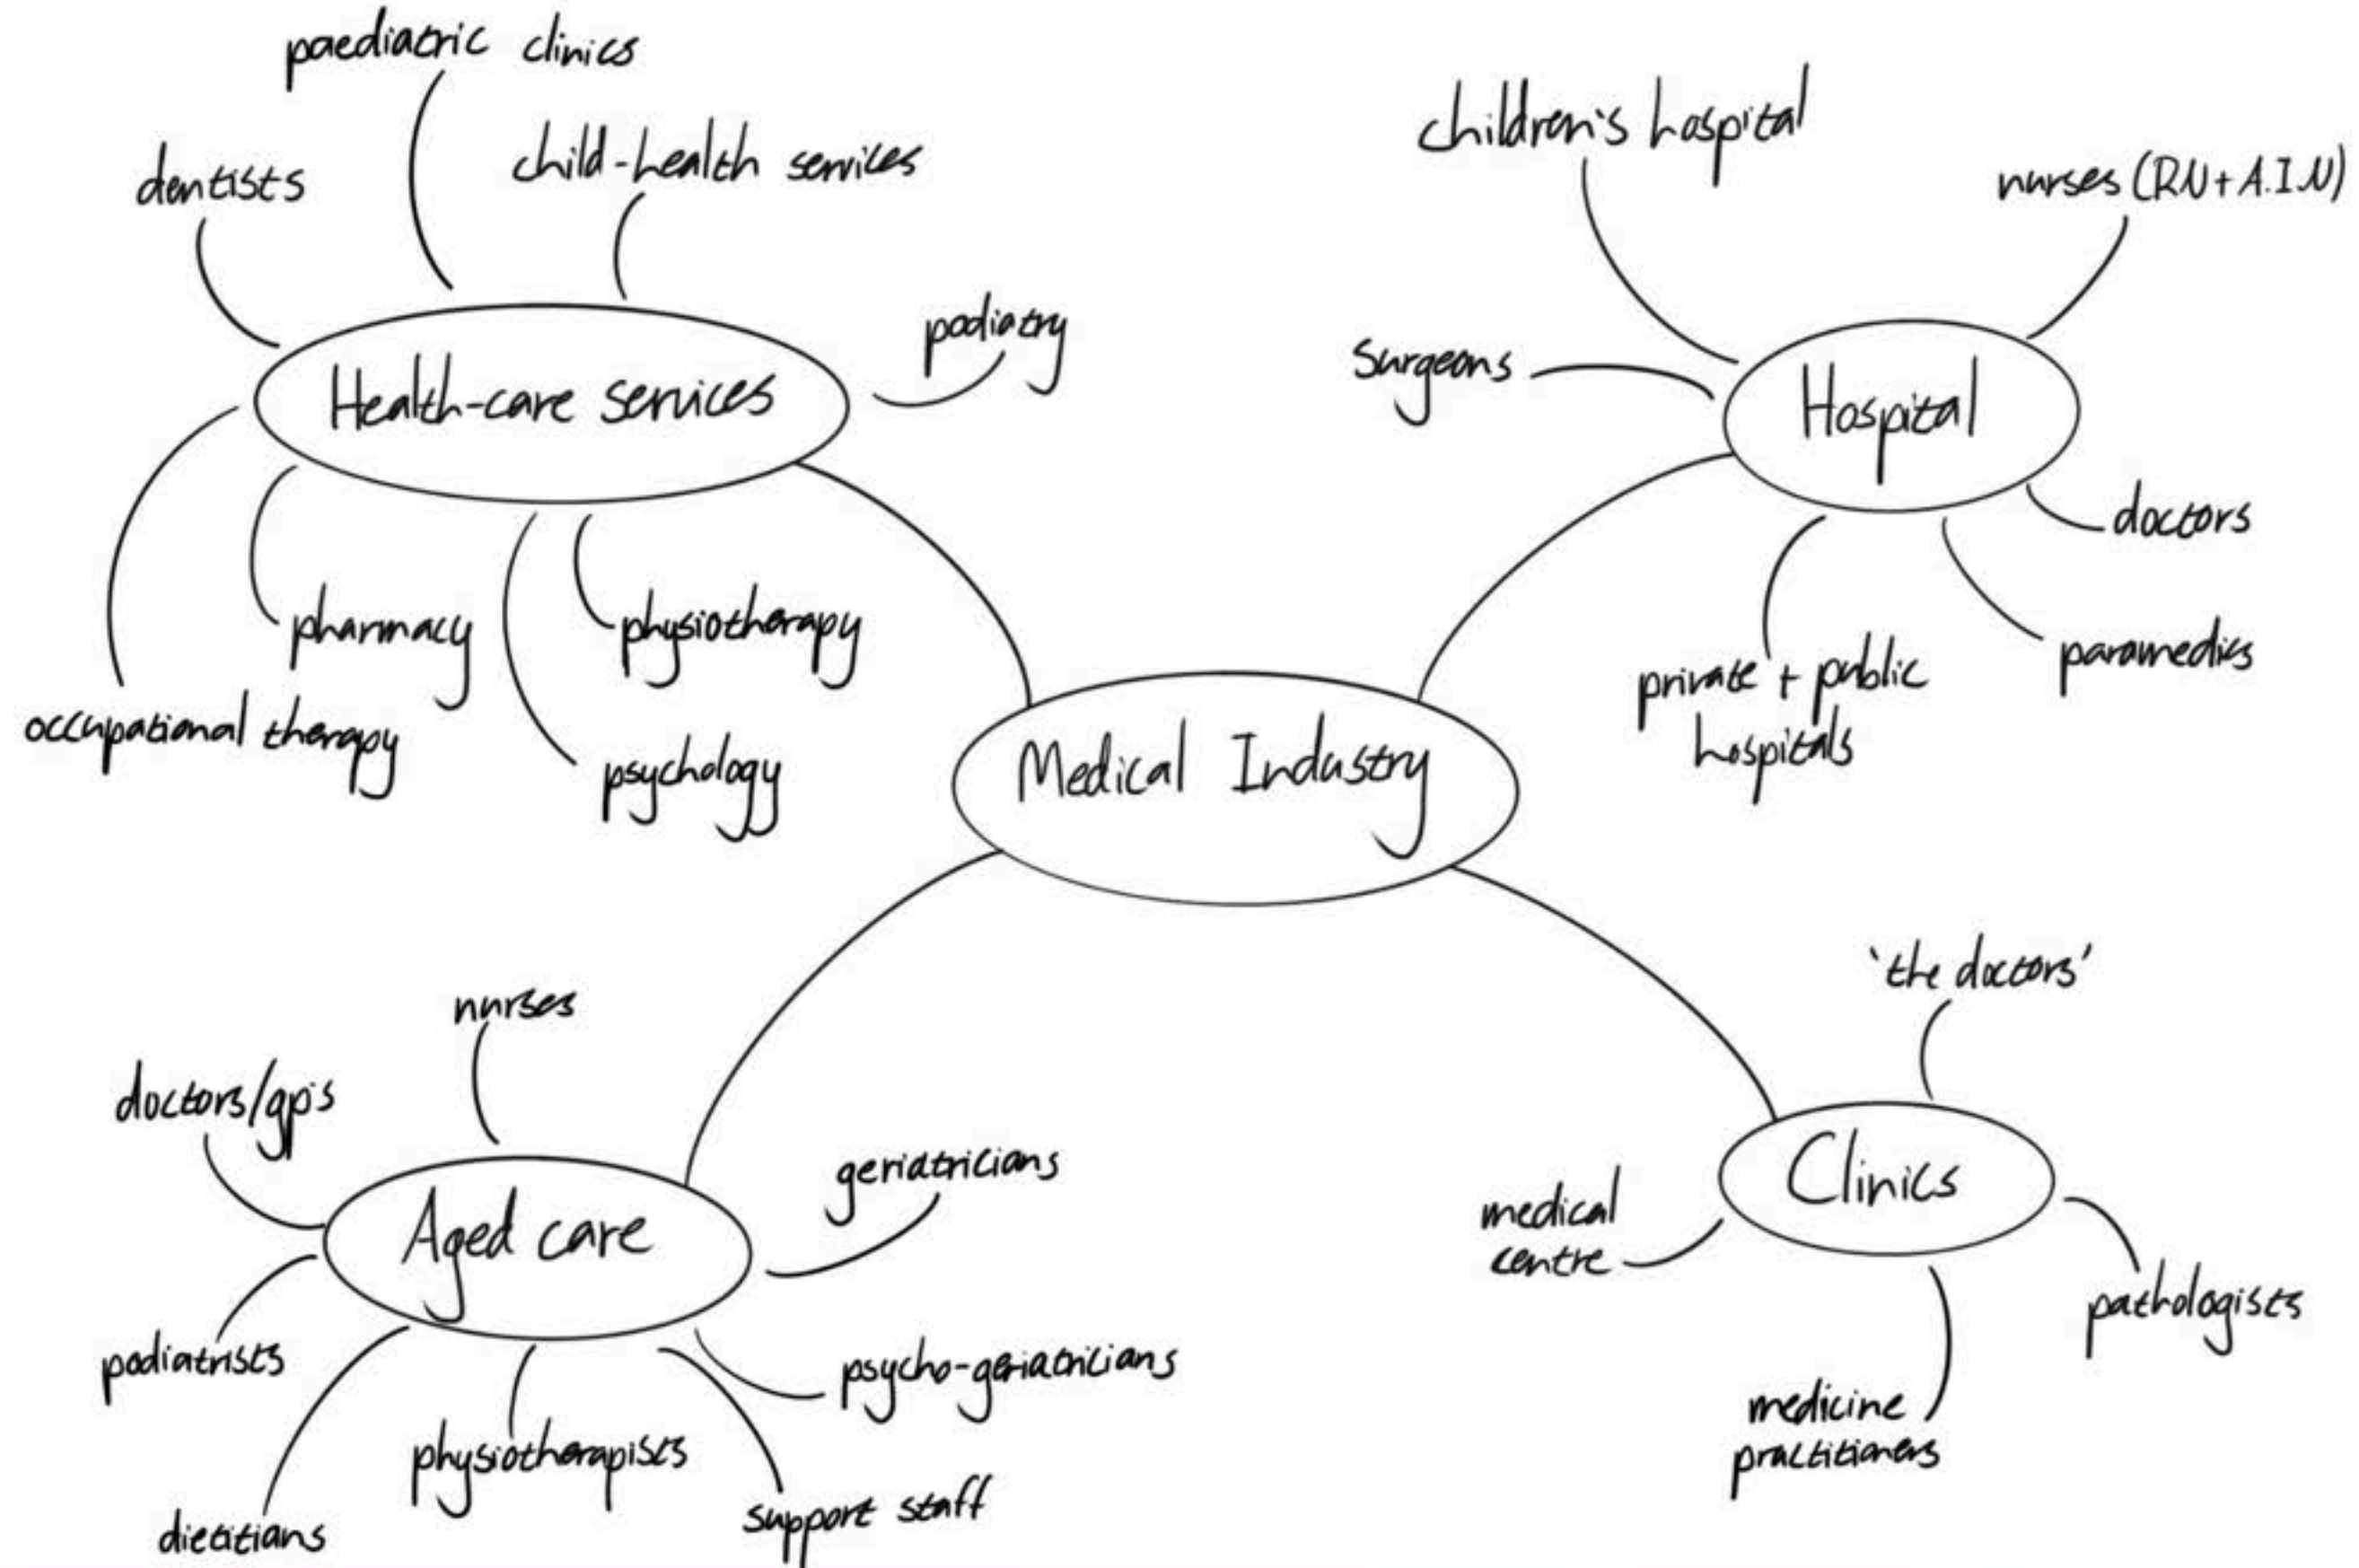 paediatric clinics
child-health services
dentists
podiatry
Health-care services
pharmacy
physiotherapy
occupational therapy
psychology
children's hospital
nurses (RN+A.I.N)
surgeons
Hospital
doctors
paramedics
private + public
hospitals
Medical Industry
nurses
doctors/gp's
geriatricians
Aged care
podiatrists
psycho-geriatricians
physiotherapists
support staff
dietitians
'the doctors'
Clinics
medical
centre
pathologists
medicine
practitioners